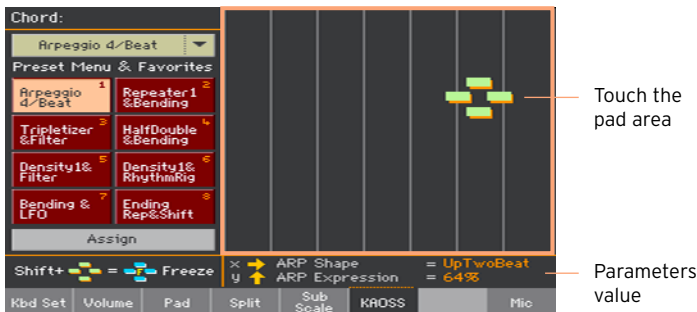 Chord:
Arpeggio 4/Beat
Preset Menu & Favorites
Arpeggio 4/Beat 1
Repeater1 &Bending 2
Tripletizer &Filter 3
HalfDouble &Bending 4
Density1& Filter 5
Density1& RhythmRig 6
Bending & LFO 7
Ending Rep&Shift 8
Assign
Shift+ = F Freeze
x ARP Shape = UpTwoBeat
y ARP Expression = 64%
Kbd Set Volume Pad Split Sub Scale KAOSS Mic
Touch the
pad area
Parameters
value